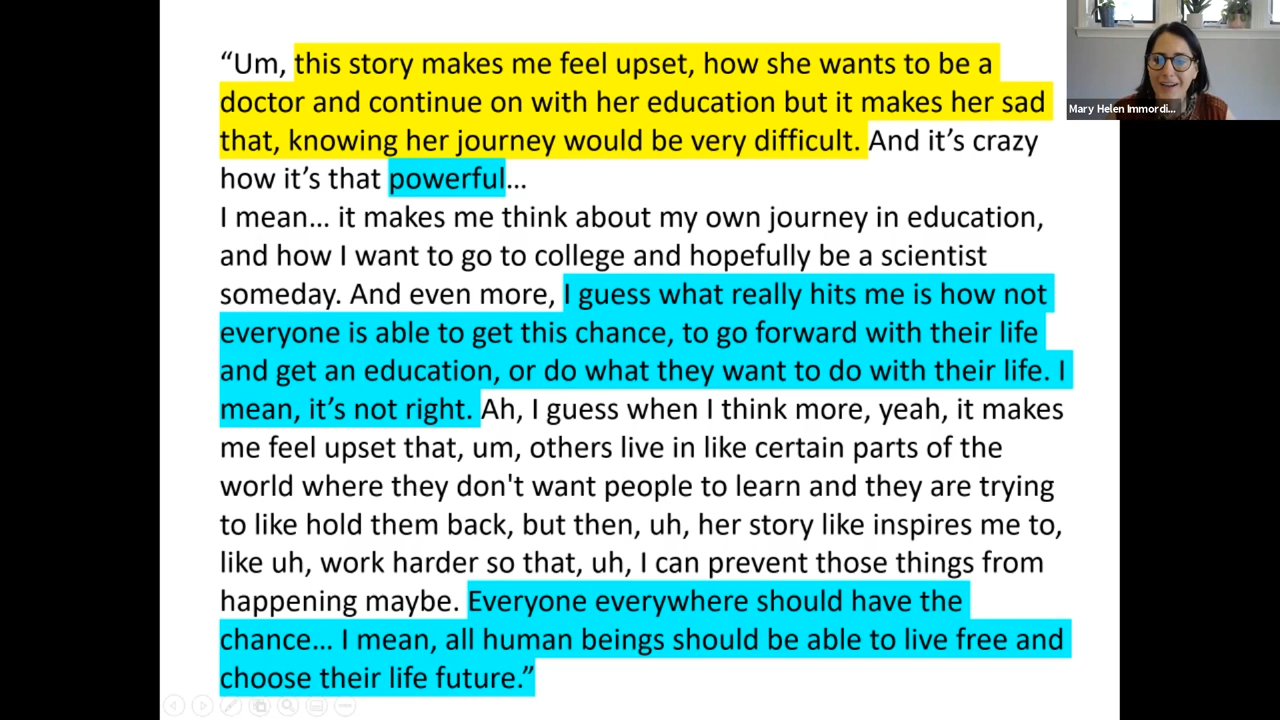 “Um, this story makes me feel upset, how she wants to be a
doctor and continue on with her education but it makes her sad
that, knowing her journey would be very difficult. And it’s crazy
how it’s that powerful…
I mean… it makes me think about my own journey in education,
and how I want to go to college and hopefully be a scientist
someday. And even more, I guess what really hits me is how not
everyone is able to get this chance, to go forward with their life
and get an education, or do what they want to do with their life. I
mean, it’s not right. Ah, I guess when I think more, yeah, it makes
me feel upset that, um, others live in like certain parts of the
world where they don't want people to learn and they are trying
to like hold them back, but then, uh, her story like inspires me to,
like uh, work harder so that, uh, I can prevent those things from
happening maybe. Everyone everywhere should have the
chance… I mean, all human beings should be able to live free and
choose their life future.”
Mary Helen Immordi...